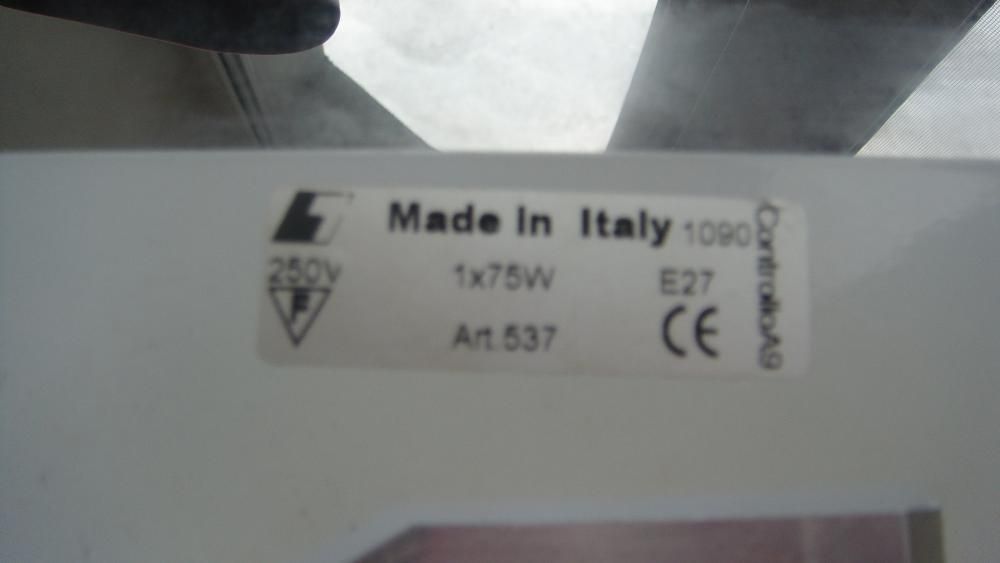 Made In Italy 1090
250V 1x75W E27
F
Art.537 CE
ControlloA9